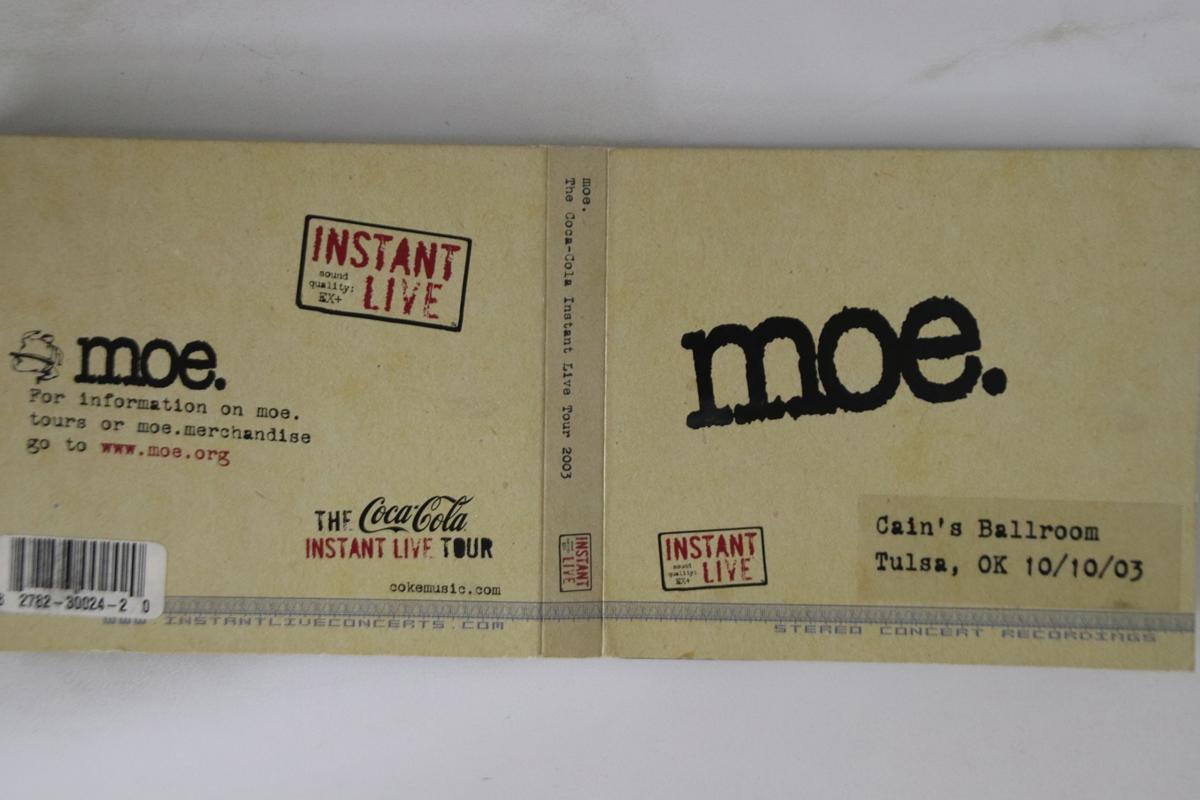 INSTANT
LIVE
sound
quality:
EX+
moe.
For information on moe.
tours or moe.merchandise
go to www.moe.org
THE Coca-Cola
INSTANT LIVE TOUR
cokemusic.com
2782-30024-2 0
WWW.INSTANTLIVECONCERTS.COM
moe.
The Coca-Cola Instant Live Tour 2003
INSTANT
LIVE
moe.
INSTANT
LIVE
sound
quality:
EX+
Cain's Ballroom
Tulsa, OK 10/10/03
STEREO CONCERT RECORDINGS